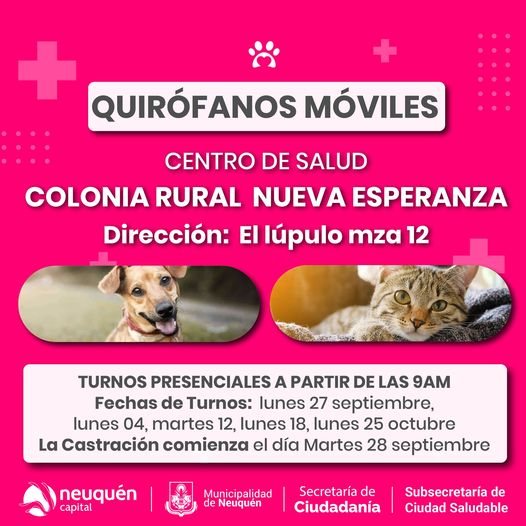 QUIRÓFANOS MÓVILES
CENTRO DE SALUD
COLONIA RURAL NUEVA ESPERANZA
Dirección: El lúpulo mza 12
TURNOS PRESENCIALES A PARTIR DE LAS 9AM
Fechas de Turnos: lunes 27 septiembre,
lunes 04, martes 12, lunes 18, lunes 25 octubre
La Castración comienza el día Martes 28 septiembre
neuquén
capital
Municipalidad
de Neuquén
Secretaría de
Ciudadanía
Subsecretaría de
Ciudad Saludable